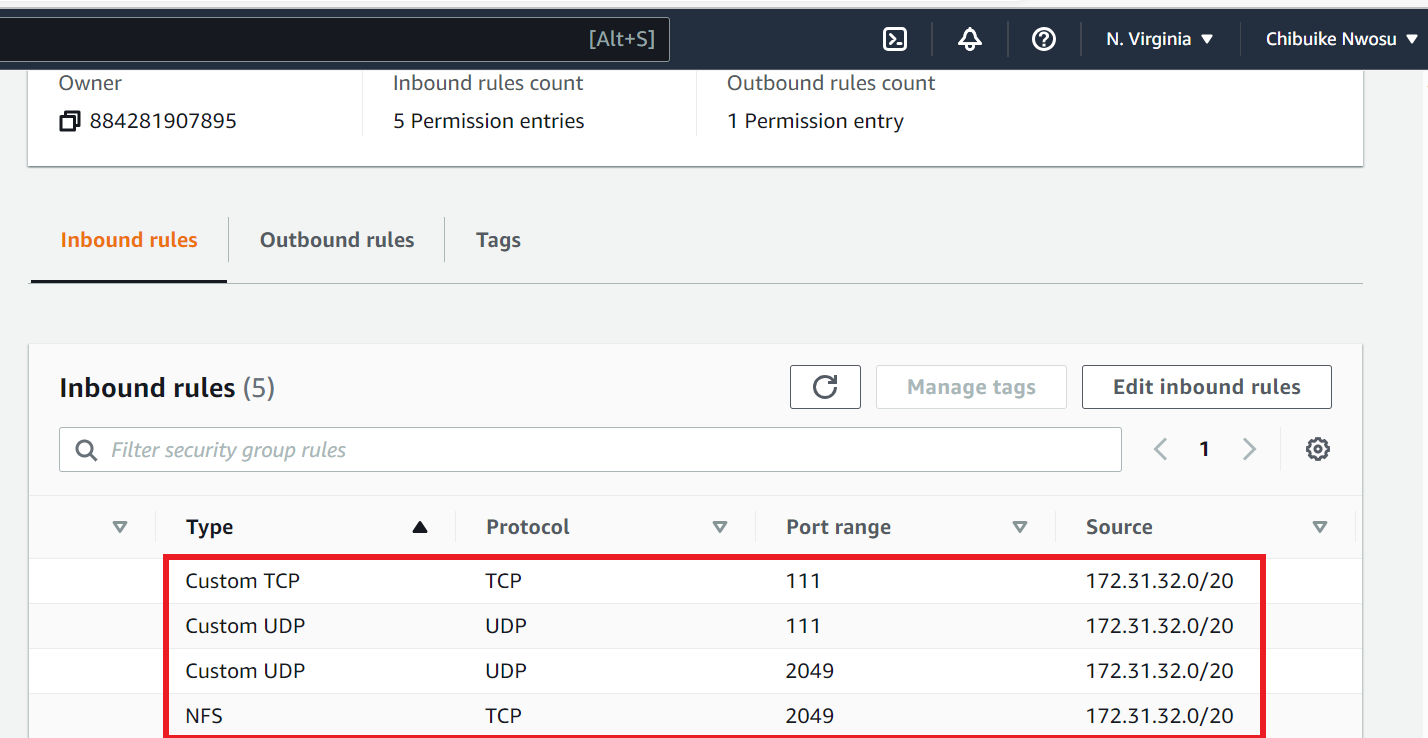 [Alt+S] N. Virginia ▼ Chibuike Nwosu ▼
Owner Inbound rules count Outbound rules count
884281907895 5 Permission entries 1 Permission entry
Inbound rules Outbound rules Tags
Inbound rules (5) Manage tags Edit inbound rules
Filter security group rules 1
Type Protocol Port range Source
Custom TCP TCP 111 172.31.32.0/20
Custom UDP UDP 111 172.31.32.0/20
Custom UDP UDP 2049 172.31.32.0/20
NFS TCP 2049 172.31.32.0/20